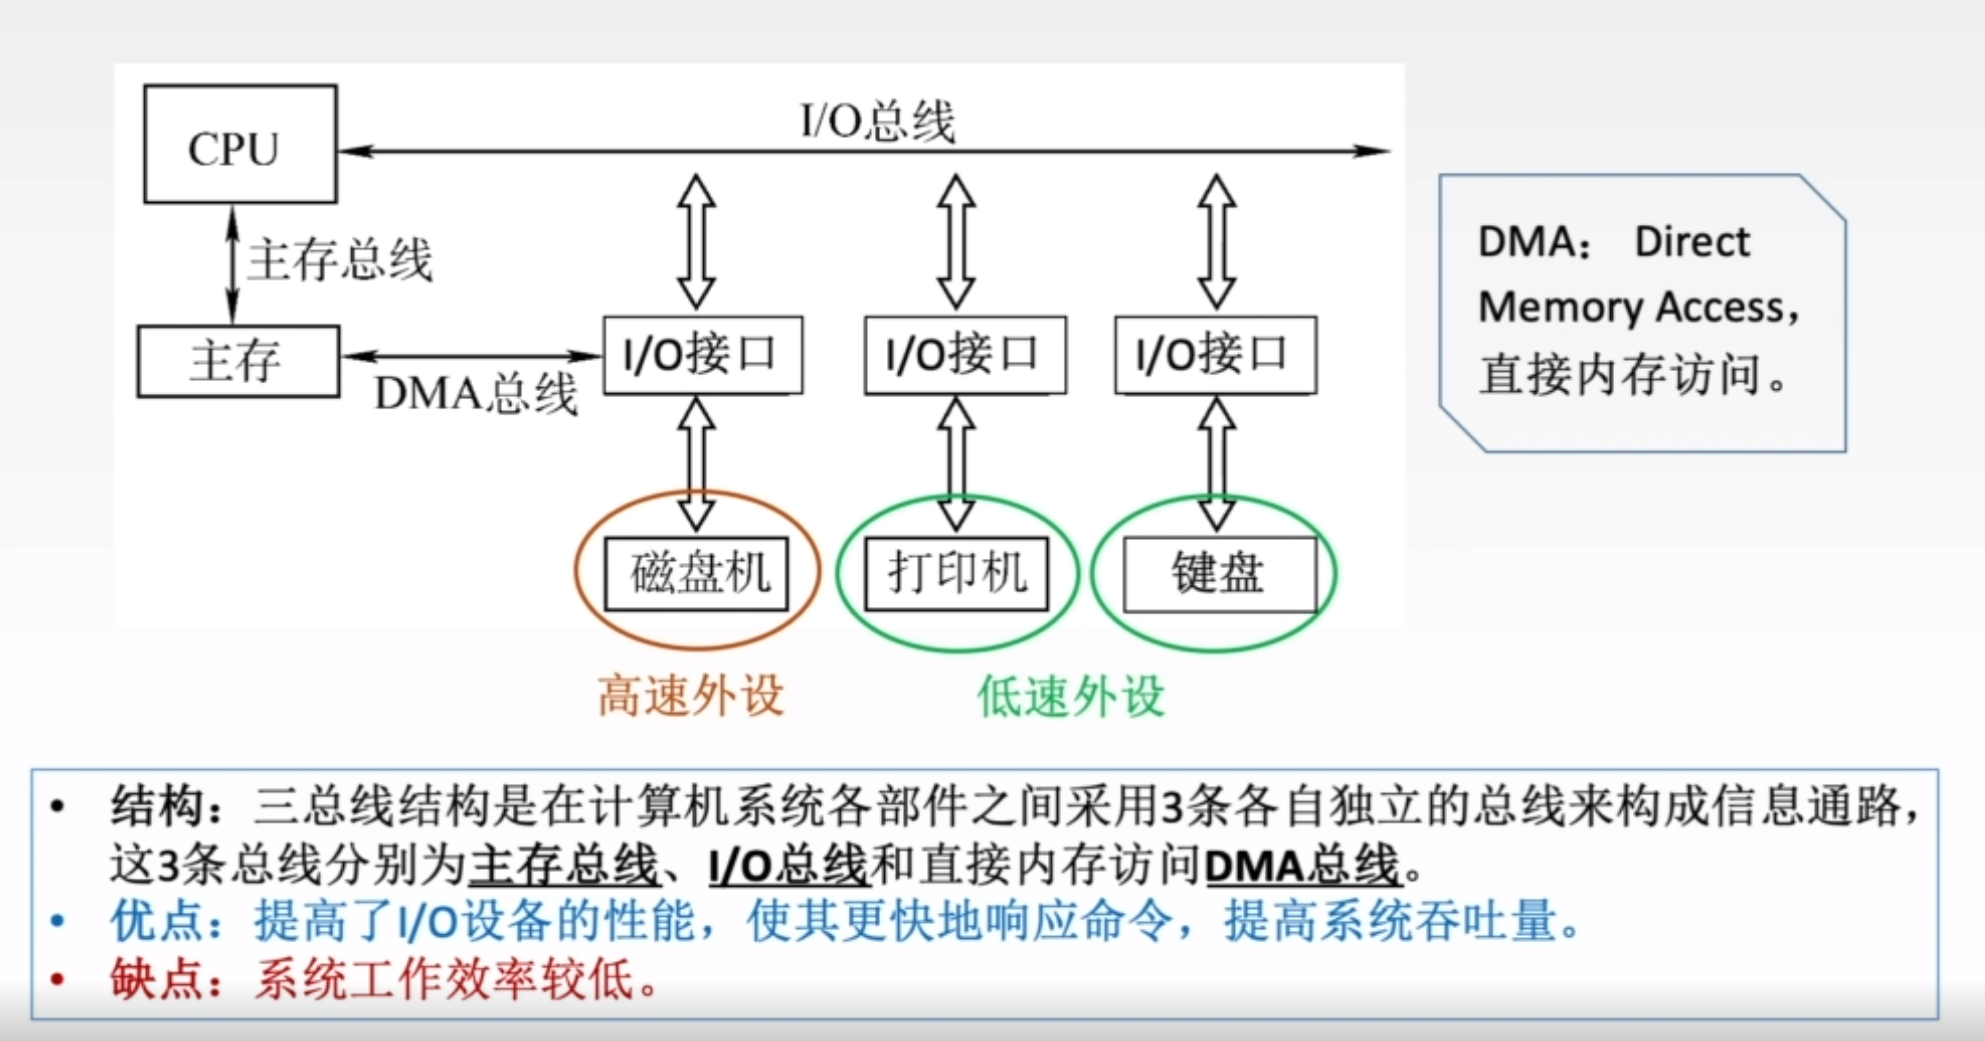 CPU
I/O总线
主存总线
主存
DMA总线
I/O接口
I/O接口
I/O接口
磁盘机
打印机
键盘
高速外设
低速外设
DMA： Direct
Memory Access，
直接内存访问。
• 结构：三总线结构是在计算机系统各部件之间采用3条各自独立的总线来构成信息通路，
这3条总线分别为主存总线、I/O总线和直接内存访问DMA总线。
• 优点：提高了I/O设备的性能，使其更快地响应命令，提高系统吞吐量。
• 缺点：系统工作效率较低。